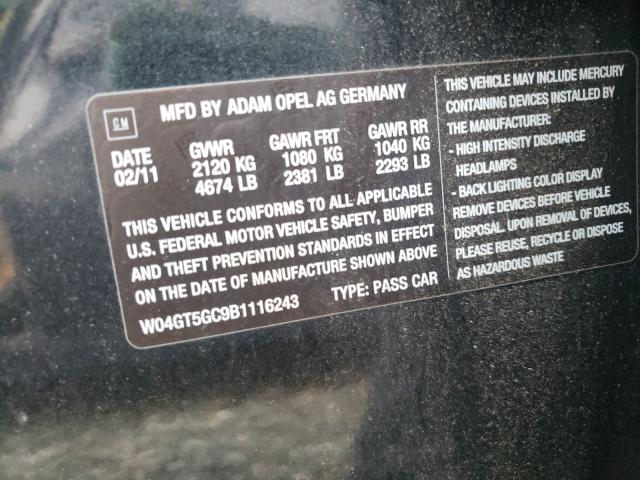 GM
MFD BY ADAM OPEL AG GERMANY
DATE GVWR GAWR FRT GAWR RR
02/11 2120 KG 1080 KG 1040 KG
4674 LB 2381 LB 2293 LB
THIS VEHICLE CONFORMS TO ALL APPLICABLE
U.S. FEDERAL MOTOR VEHICLE SAFETY, BUMPER
AND THEFT PREVENTION STANDARDS IN EFFECT
ON THE DATE OF MANUFACTURE SHOWN ABOVE
W04GT5GC9B1116243 TYPE: PASS CAR
THIS VEHICLE MAY INCLUDE MERCURY
CONTAINING DEVICES INSTALLED BY
THE MANUFACTURER:
- HIGH INTENSITY DISCHARGE
HEADLAMPS
- BACK LIGHTING COLOR DISPLAY
REMOVE DEVICES BEFORE VEHICLE
DISPOSAL. UPON REMOVAL OF DEVICES,
PLEASE REUSE, RECYCLE OR DISPOSE
AS HAZARDOUS WASTE